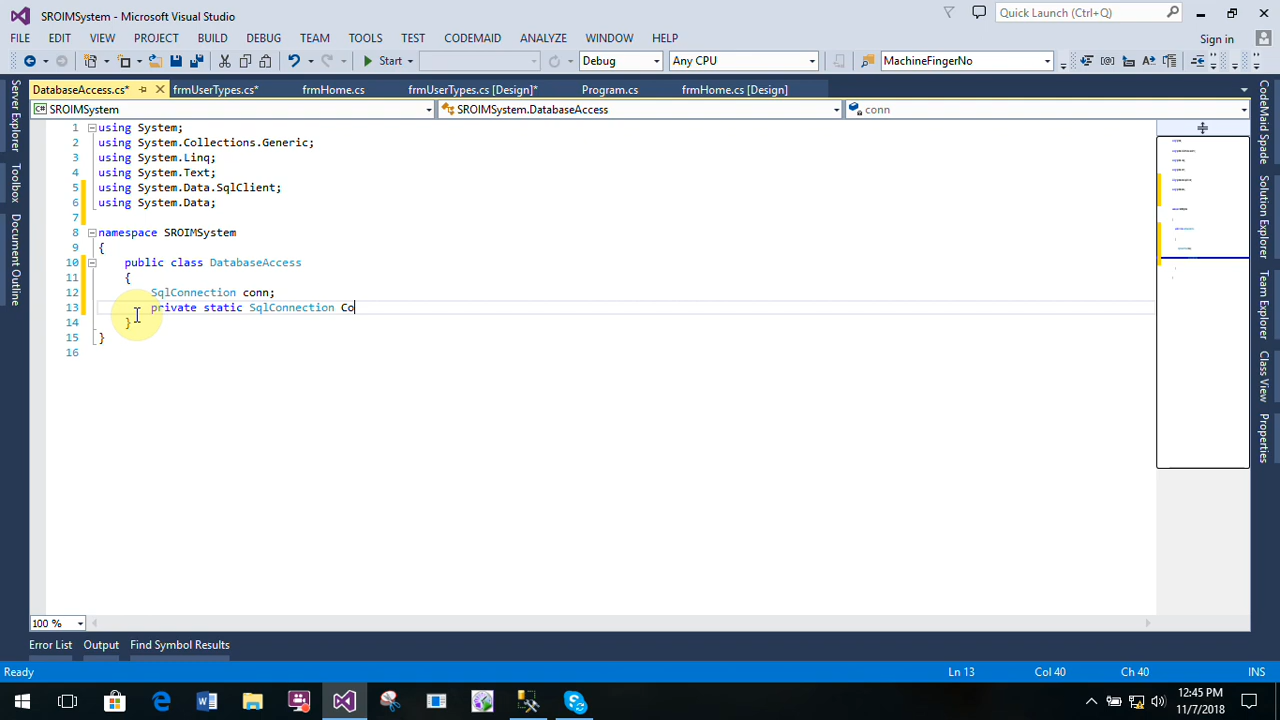 SROIMSystem - Microsoft Visual Studio
Quick Launch (Ctrl+Q)
FILE EDIT VIEW PROJECT BUILD DEBUG TEAM TOOLS TEST CODEMAID ANALYZE WINDOW HELP
Sign in
Start Debug Any CPU MachineFingerNo
DatabaseAccess.cs* frmUserTypes.cs* frmHome.cs frmUserTypes.cs [Design]* Program.cs frmHome.cs [Design]
SROIMSystem SROIMSystem.DatabaseAccess conn
1 using System;
2 using System.Collections.Generic;
3 using System.Linq;
4 using System.Text;
5 using System.Data.SqlClient;
6 using System.Data;
7
8 namespace SROIMSystem
9 {
10 public class DatabaseAccess
11 {
12 SqlConnection conn;
13 private static SqlConnection Co
14 }
15 }
16
Server Explorer
Toolbox
Document Outline
CodeMaid Spade
Solution Explorer
Team Explorer
Class View
Properties
100 %
Error List Output Find Symbol Results
Ready Ln 13 Col 40 Ch 40 INS
12:45 PM
11/7/2018